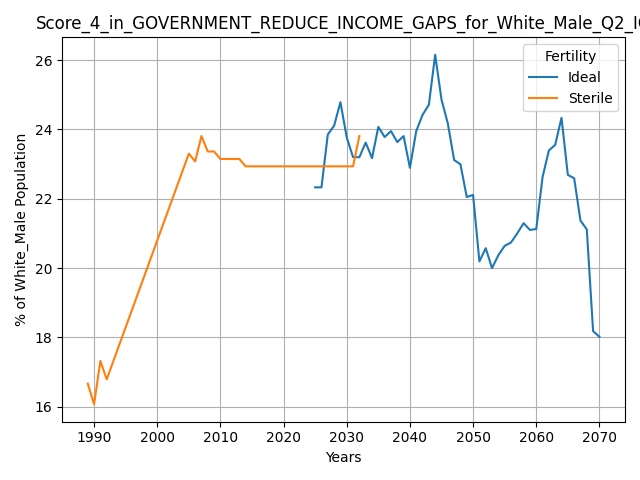 Score_4_in_GOVERNMENT_REDUCE_INCOME_GAPS_for_White_Male_Q2_I
Fertility
Ideal
Sterile
% of White_Male Population
26
24
22
20
18
16
1990 2000 2010 2020 2030 2040 2050 2060 2070
Years